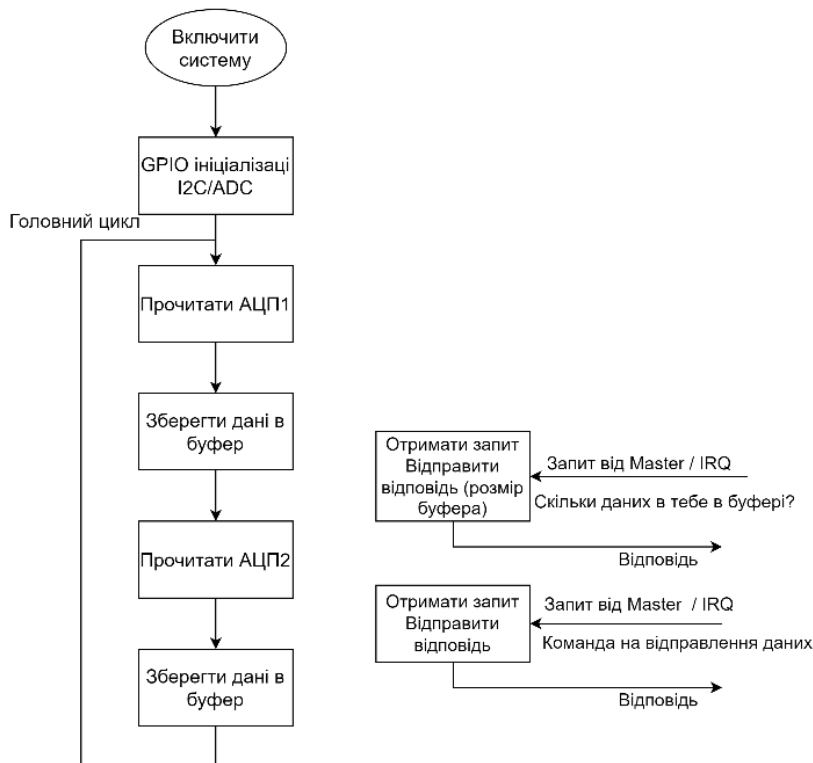 Включити
систему
GPIO ініціалізаці
I2C/ADC
Головний цикл
Прочитати АЦП1
Зберегти дані в
буфер
Прочитати АЦП2
Зберегти дані в
буфер
Отримати запит
Відправити
відповідь (розмір
буфера)
Запит від Master / IRQ
Скільки даних в тебе в буфері?
Відповідь
Отримати запит
Відправити
відповідь
Запит від Master / IRQ
Команда на відправлення даних
Відповідь